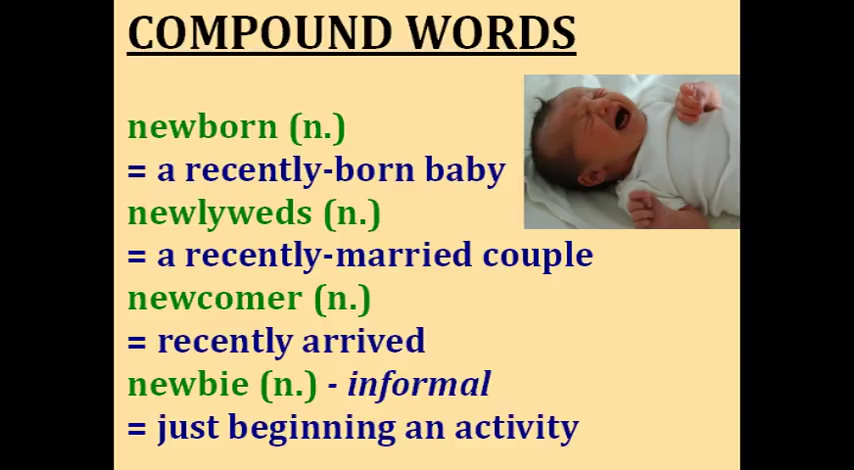 COMPOUND WORDS
newborn (n.)
= a recently-born baby
newlyweds (n.)
= a recently-married couple
newcomer (n.)
= recently arrived
newbie (n.) - informal
= just beginning an activity